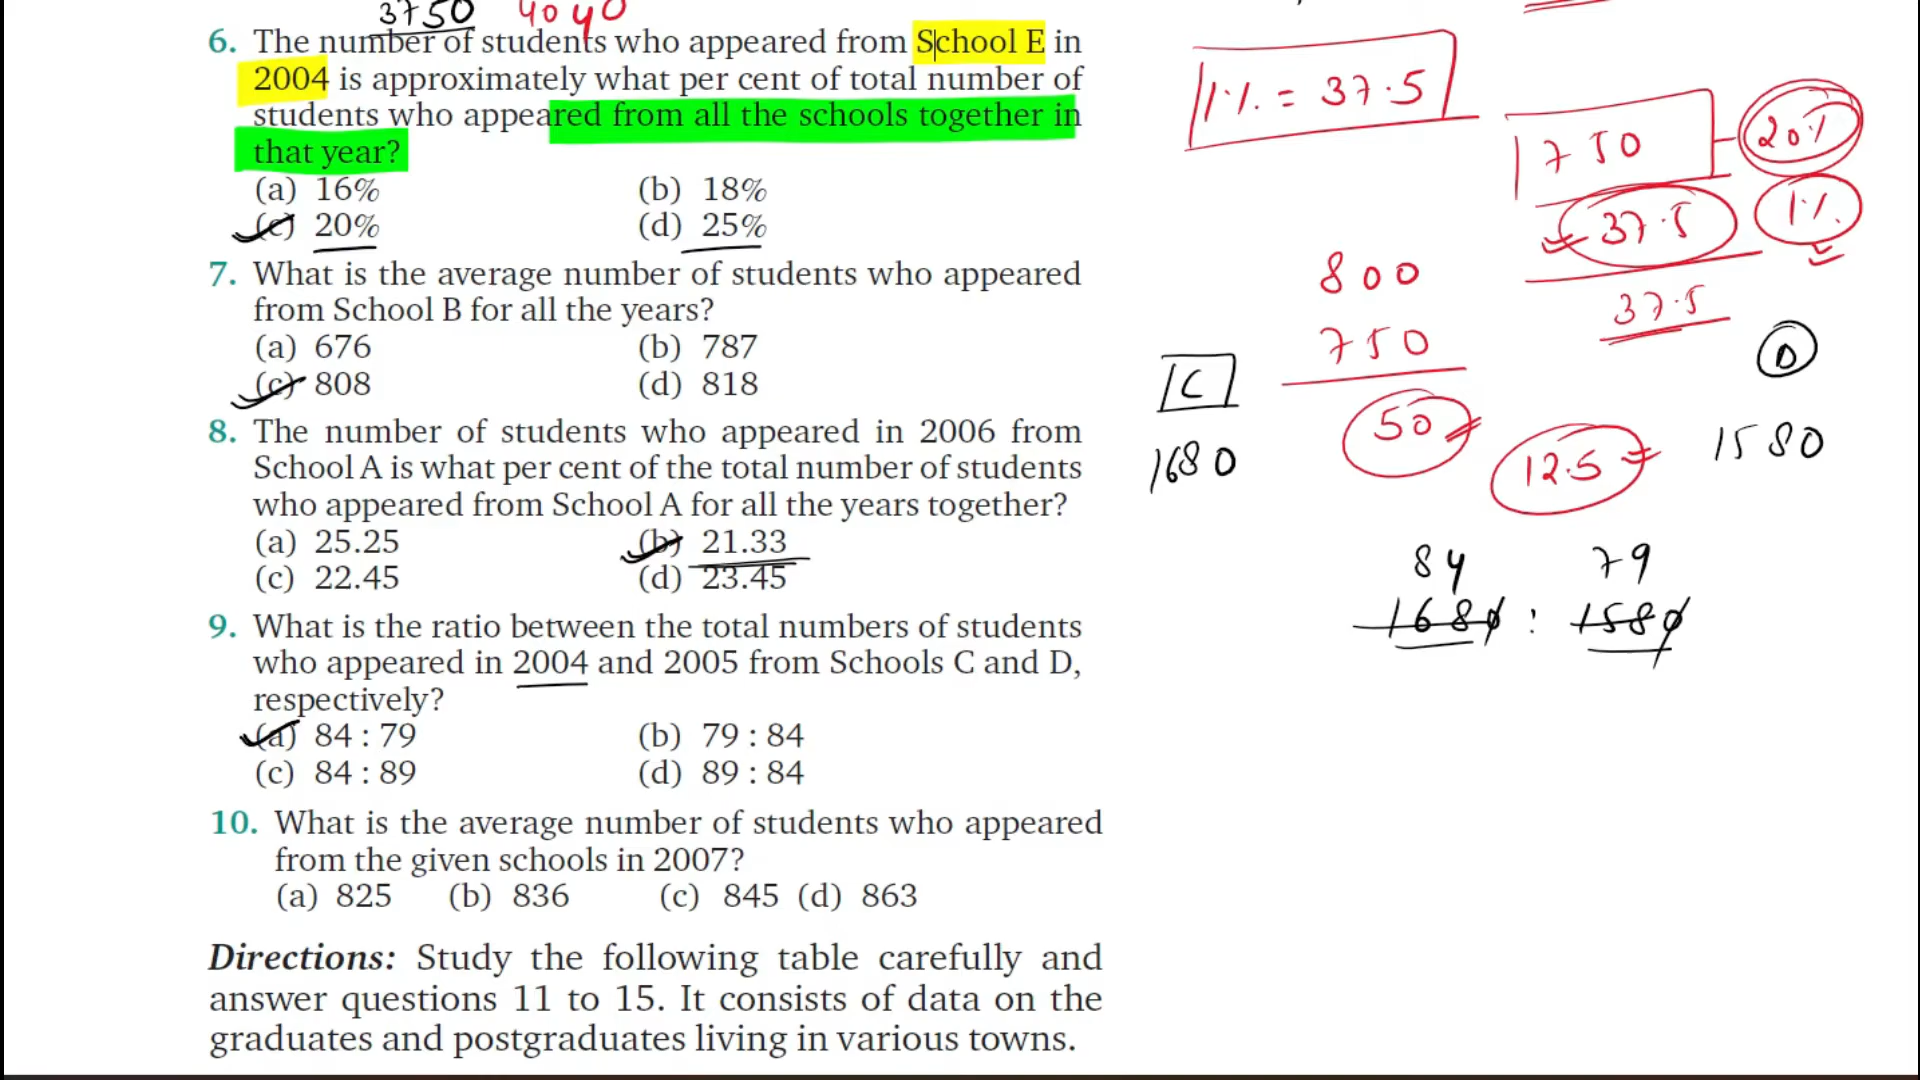 3750 4040
6. The number of students who appeared from School E in
2004 is approximately what per cent of total number of
students who appeared from all the schools together in
that year?
(a) 16% (b) 18%
(c) 20% (d) 25%
7. What is the average number of students who appeared
from School B for all the years?
(a) 676 (b) 787
(c) 808 (d) 818
8. The number of students who appeared in 2006 from
School A is what per cent of the total number of students
who appeared from School A for all the years together?
(a) 25.25 (b) 21.33
(c) 22.45 (d) 23.45
9. What is the ratio between the total numbers of students
who appeared in 2004 and 2005 from Schools C and D,
respectively?
(a) 84 : 79 (b) 79 : 84
(c) 84 : 89 (d) 89 : 84
10. What is the average number of students who appeared
from the given schools in 2007?
(a) 825 (b) 836 (c) 845 (d) 863
Directions: Study the following table carefully and
answer questions 11 to 15. It consists of data on the
graduates and postgraduates living in various towns.
1% = 37.5
750 20%
37.5 1%
37.5
800
750
50
12.5
C D
1680 1580
84 79
1680 : 1580